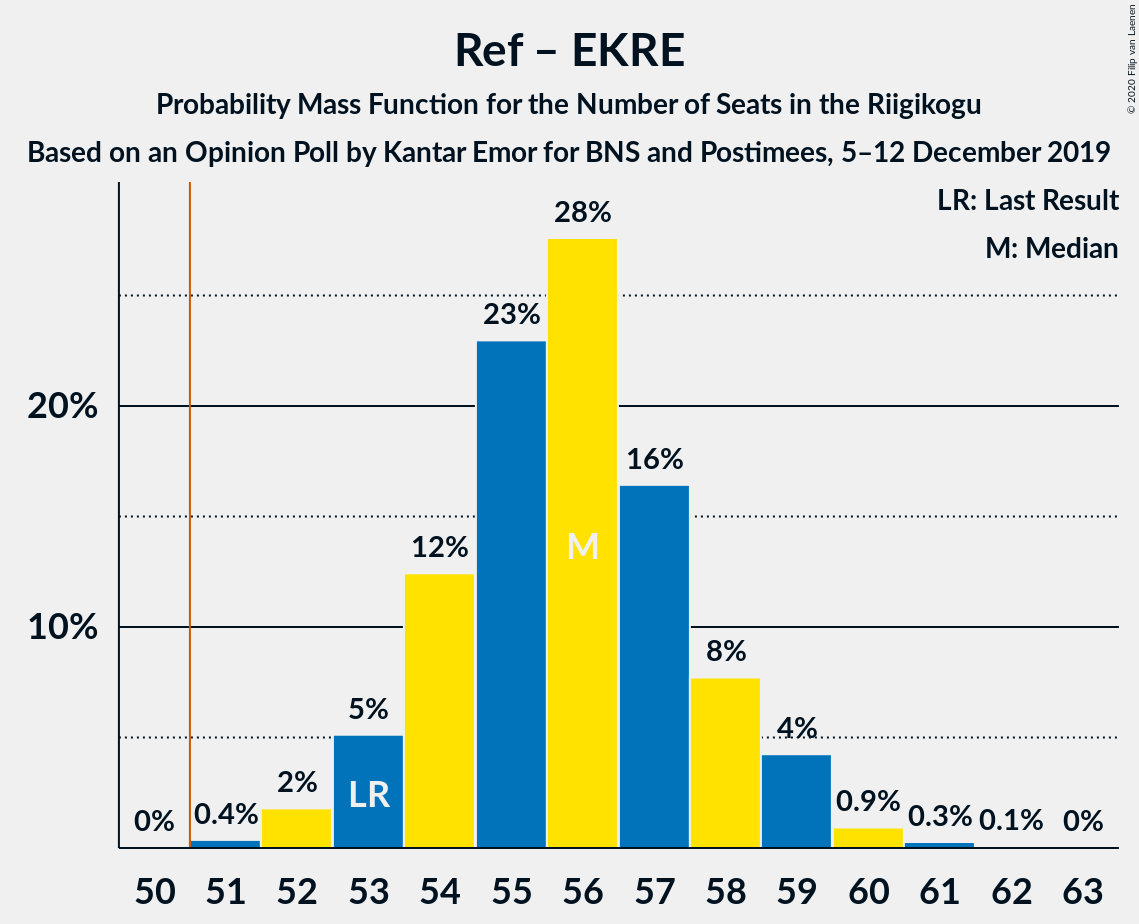 Ref – EKRE
Probability Mass Function for the Number of Seats in the Riigikogu
Based on an Opinion Poll by Kantar Emor for BNS and Postimees, 5–12 December 2019
© 2020 Filip van Laenen
LR: Last Result
M: Median
28%
23%
20%
16%
12%
M
10%
8%
5%
4%
2%
LR
0%
0.4%
0.9%
0.3%
0.1%
0%
50 51 52 53 54 55 56 57 58 59 60 61 62 63